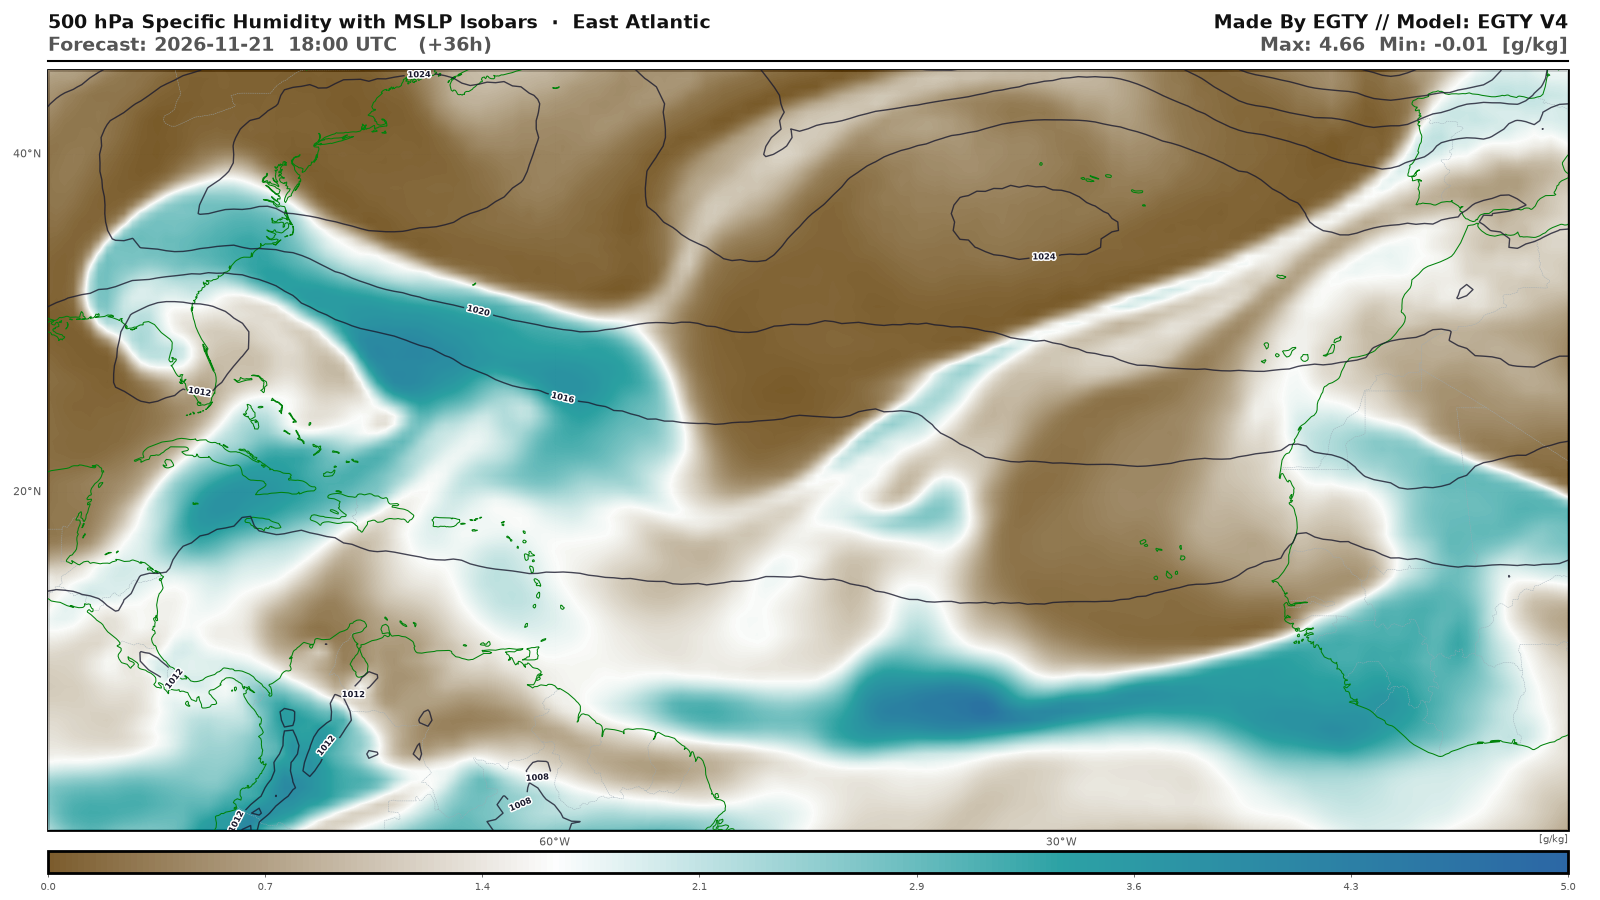 500 hPa Specific Humidity with MSLP Isobars · East Atlantic
Made By EGTY // Model: EGTY V4
Forecast: 2026-11-21 18:00 UTC (+36h)
Max: 4.66 Min: -0.01 [g/kg]
1024
40°N
1024
1020
1012
1016
20°N
1012
1012
1012
1008
1008
1012
60°W
30°W
[g/kg]
0.0
0.7
1.4
2.1
2.9
3.6
4.3
5.0